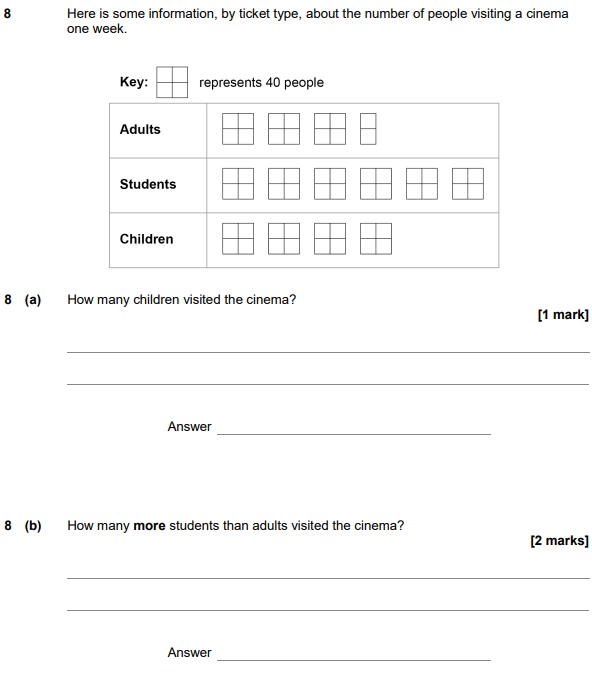 8 Here is some information, by ticket type, about the number of people visiting a cinema
one week.
Key: represents 40 people
Adults
Students
Children
8 (a) How many children visited the cinema?
[1 mark]
Answer
8 (b) How many more students than adults visited the cinema?
[2 marks]
Answer